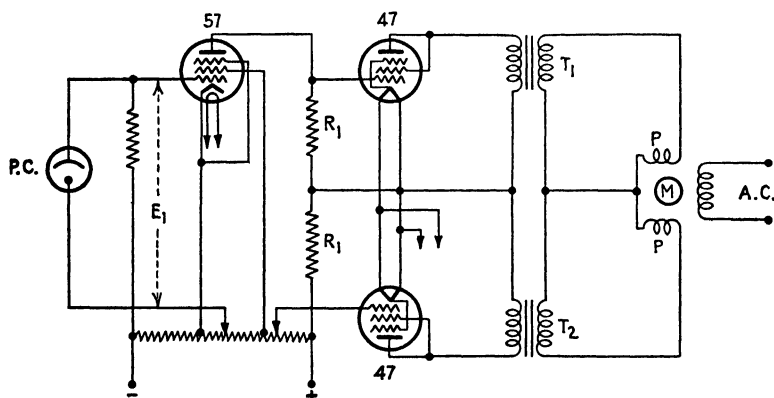 57
47
T₁
R₁
P
P.C.
E₁
M
A.C.
R₁
P
T₂
47
-
+